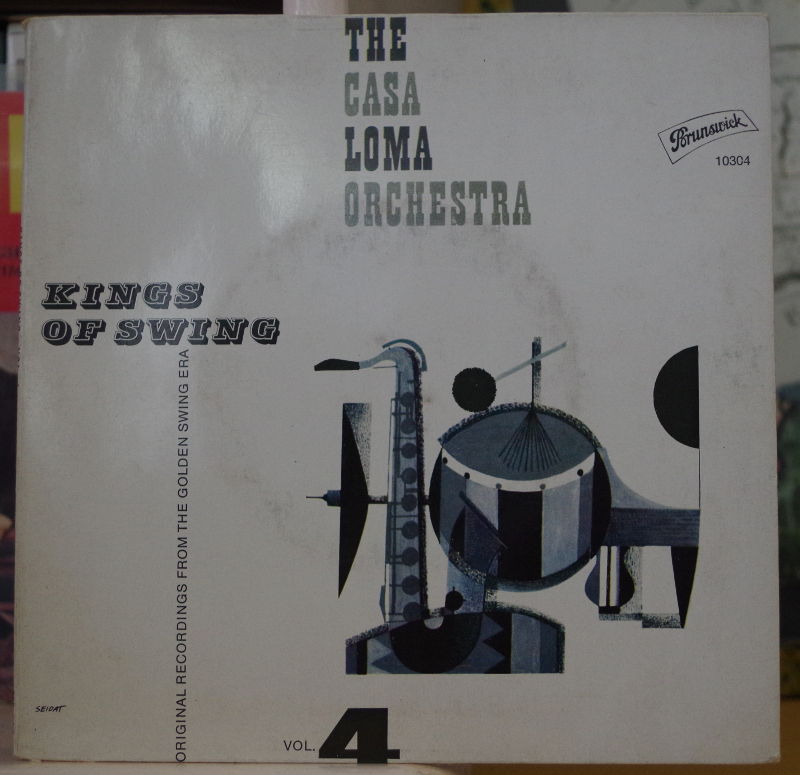 THE
CASA
LOMA
ORCHESTRA
Brunswick
10304
KINGS
OF SWING
ORIGINAL RECORDINGS FROM THE GOLDEN SWING ERA
SEIDAT
VOL. 4